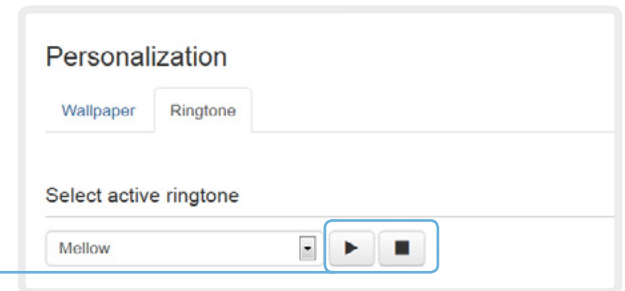 Personalization
Wallpaper Ringtone
Select active ringtone
Mellow